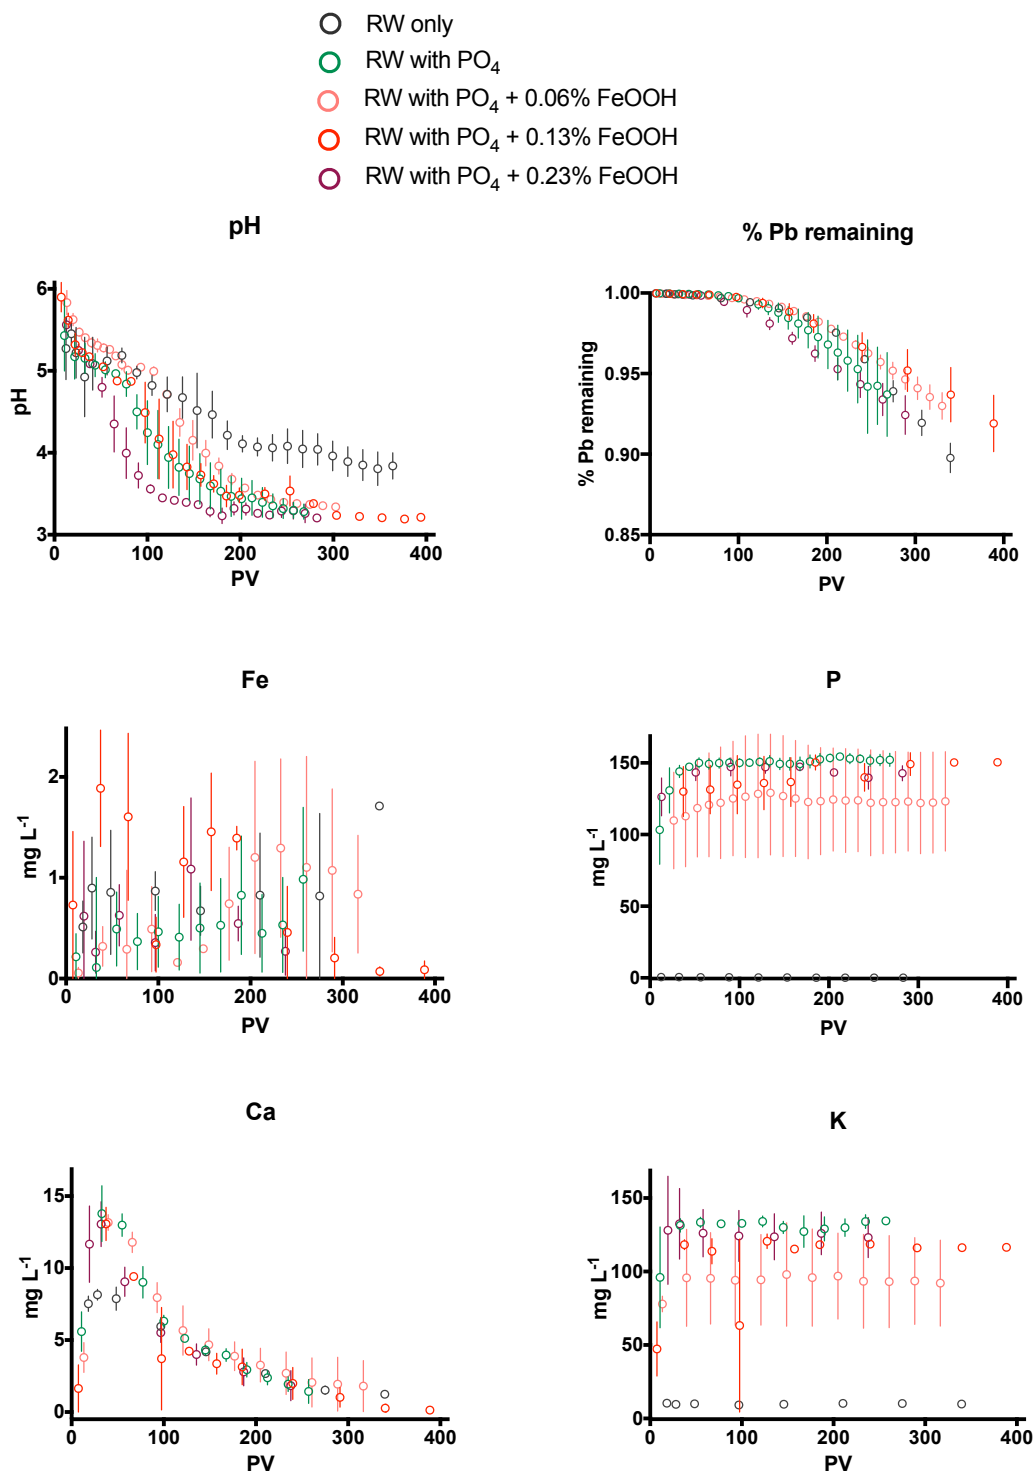 RW only
RW with PO4
RW with PO4 + 0.06% FeOOH
RW with PO4 + 0.13% FeOOH
RW with PO4 + 0.23% FeOOH
pH
6
5
4
3
pH
0 100 200 300 400
PV
% Pb remaining
1.00
0.95
0.90
0.85
% Pb remaining
0 100 200 300 400
PV
Fe
2
1
0
mg L-1
0 100 200 300 400
PV
P
150
100
50
0
mg L-1
0 100 200 300 400
PV
Ca
15
10
5
0
mg L-1
0 100 200 300 400
PV
K
150
100
50
0
mg L-1
0 100 200 300 400
PV